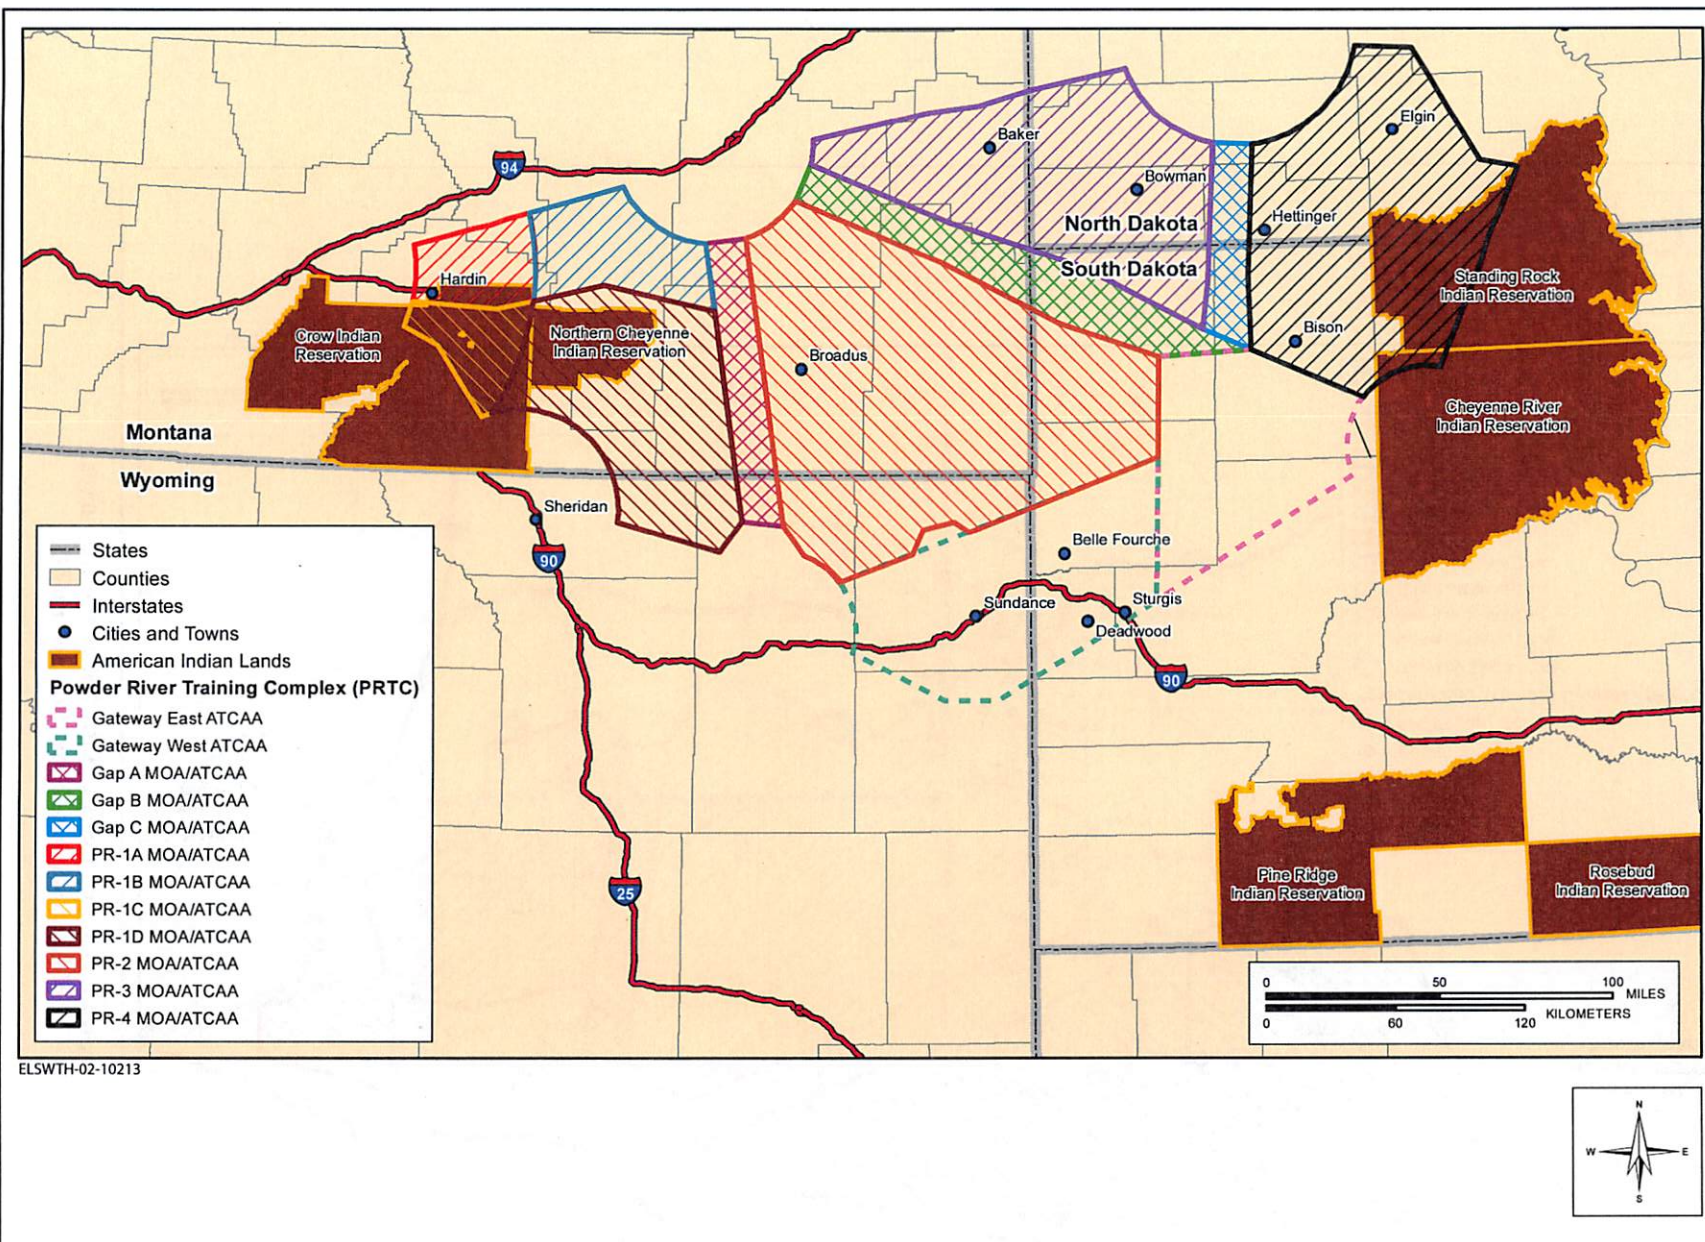 Elgin
Baker
94
Bowman
Hettinger
North Dakota
South Dakota
Hardin
Standing Rock
Indian Reservation
Crow Indian
Reservation
Northern Cheyenne
Indian Reservation
Bison
Broadus
Cheyenne River
Indian Reservation
Montana
Wyoming
Sheridan
90
Belle Fourche
Sundance
Sturgis
Deadwood
90
25
Pine Ridge
Indian Reservation
Rosebud
Indian Reservation
States
Counties
Interstates
Cities and Towns
American Indian Lands
Powder River Training Complex (PRTC)
Gateway East ATCAA
Gateway West ATCAA
Gap A MOA/ATCAA
Gap B MOA/ATCAA
Gap C MOA/ATCAA
PR-1A MOA/ATCAA
PR-1B MOA/ATCAA
PR-1C MOA/ATCAA
PR-1D MOA/ATCAA
PR-2 MOA/ATCAA
PR-3 MOA/ATCAA
PR-4 MOA/ATCAA
0 50 100
MILES
KILOMETERS
0 60 120
ELSWTH-02-10213
N
W E
S